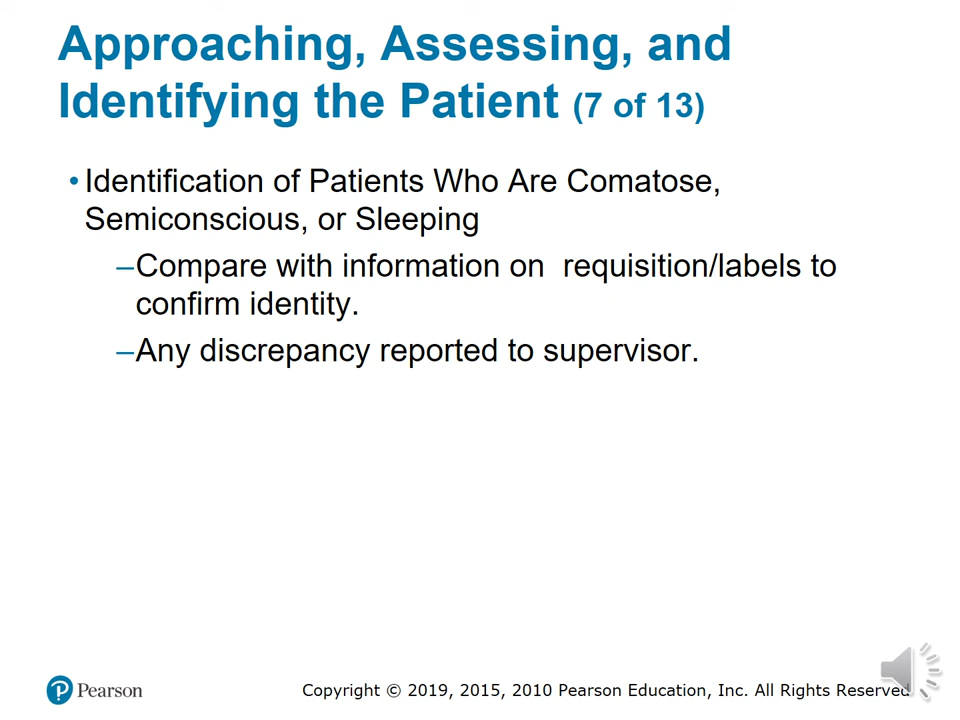 Approaching, Assessing, and
Identifying the Patient (7 of 13)
• Identification of Patients Who Are Comatose,
Semiconscious, or Sleeping
–Compare with information on  requisition/labels to
confirm identity.
–Any discrepancy reported to supervisor.
Pearson
Copyright © 2019, 2015, 2010 Pearson Education, Inc. All Rights Reserved